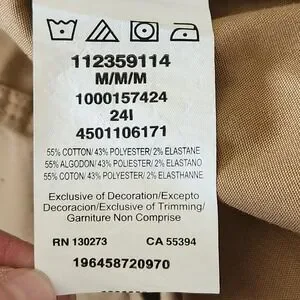 112359114
M/M/M
1000157424
24I
4501106171
55% COTTON/ 43% POLYESTER/ 2% ELASTANE
55% ALGODON/ 43% POLIESTER/ 2% ELASTANO
55% COTON/ 43% POLYESTER/ 2% ELASTHANNE
Exclusive of Decoration/Excepto
Decoracion/Exclusive of Trimming/
Garniture Non Comprise
RN 130273 CA 55394
196458720970